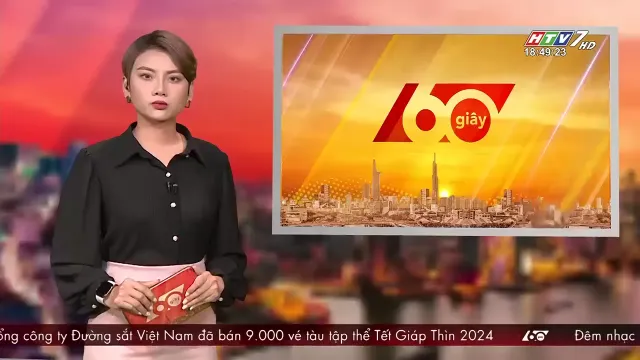 HTV7 HD
18:49:23
60 giây
ổng công ty Đường sắt Việt Nam đã bán 9.000 vé tàu tập thể Tết Giáp Thìn 2024 60 Đêm nhạc